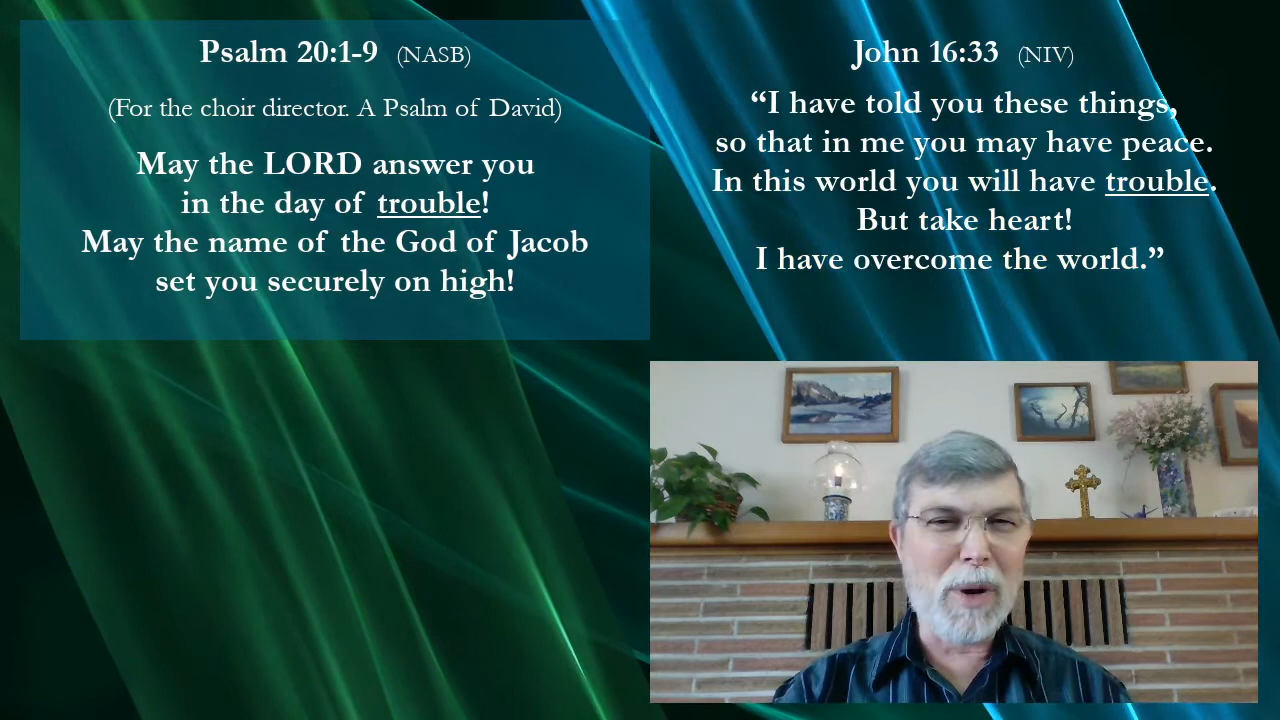 Psalm 20:1-9 (NASB)
(For the choir director. A Psalm of David)
May the LORD answer you
in the day of trouble!
May the name of the God of Jacob
set you securely on high!
John 16:33 (NIV)
“I have told you these things,
so that in me you may have peace.
In this world you will have trouble.
But take heart!
I have overcome the world.”